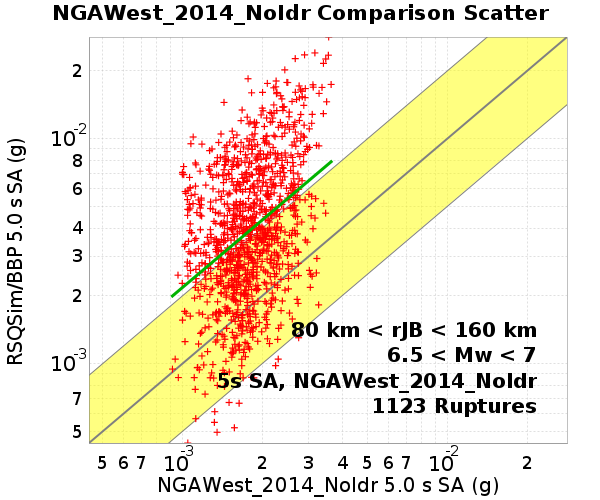 NGAWest_2014_NoIdr Comparison Scatter
RSQSim/BBP 5.0 s SA (g)
2
10-2
8
6
4
3
2
10-3
7
5
80 km < rJB < 160 km
6.5 < Mw < 7
5s SA, NGAWest_2014_NoIdr
1123 Ruptures
5 6 7 10-3 2 3 4 5 6 7 10-2 2
NGAWest_2014_NoIdr 5.0 s SA (g)